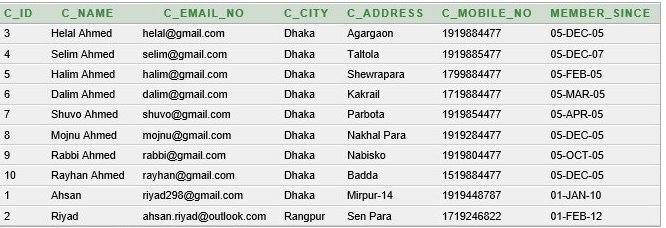 C_ID C_NAME C_EMAIL_NO C_CITY C_ADDRESS C_MOBILE_NO MEMBER_SINCE
3 Helal Ahmed helal@gmail.com Dhaka Agargaon 1919884477 05-DEC-05
4 Selim Ahmed selim@gmail.com Dhaka Taltola 1919885477 05-DEC-07
5 Halim Ahmed halim@gmail.com Dhaka Shewrapara 1799884477 05-FEB-05
6 Dalim Ahmed dalim@gmail.com Dhaka Kakrail 1719884477 05-MAR-05
7 Shuvo Ahmed shuvo@gmail.com Dhaka Parbota 1919854477 05-APR-05
8 Mojnu Ahmed mojnu@gmail.com Dhaka Nakhal Para 1919284477 05-DEC-05
9 Rabbi Ahmed rabbi@gmail.com Dhaka Nabisko 1919804477 05-OCT-05
10 Rayhan Ahmed rayhan@gmail.com Dhaka Badda 1519884477 05-DEC-05
1 Ahsan riyad298@gmail.com Dhaka Mirpur-14 1919448787 01-JAN-10
2 Riyad ahsan.riyad@outlook.com Rangpur Sen Para 1719246822 01-FEB-12